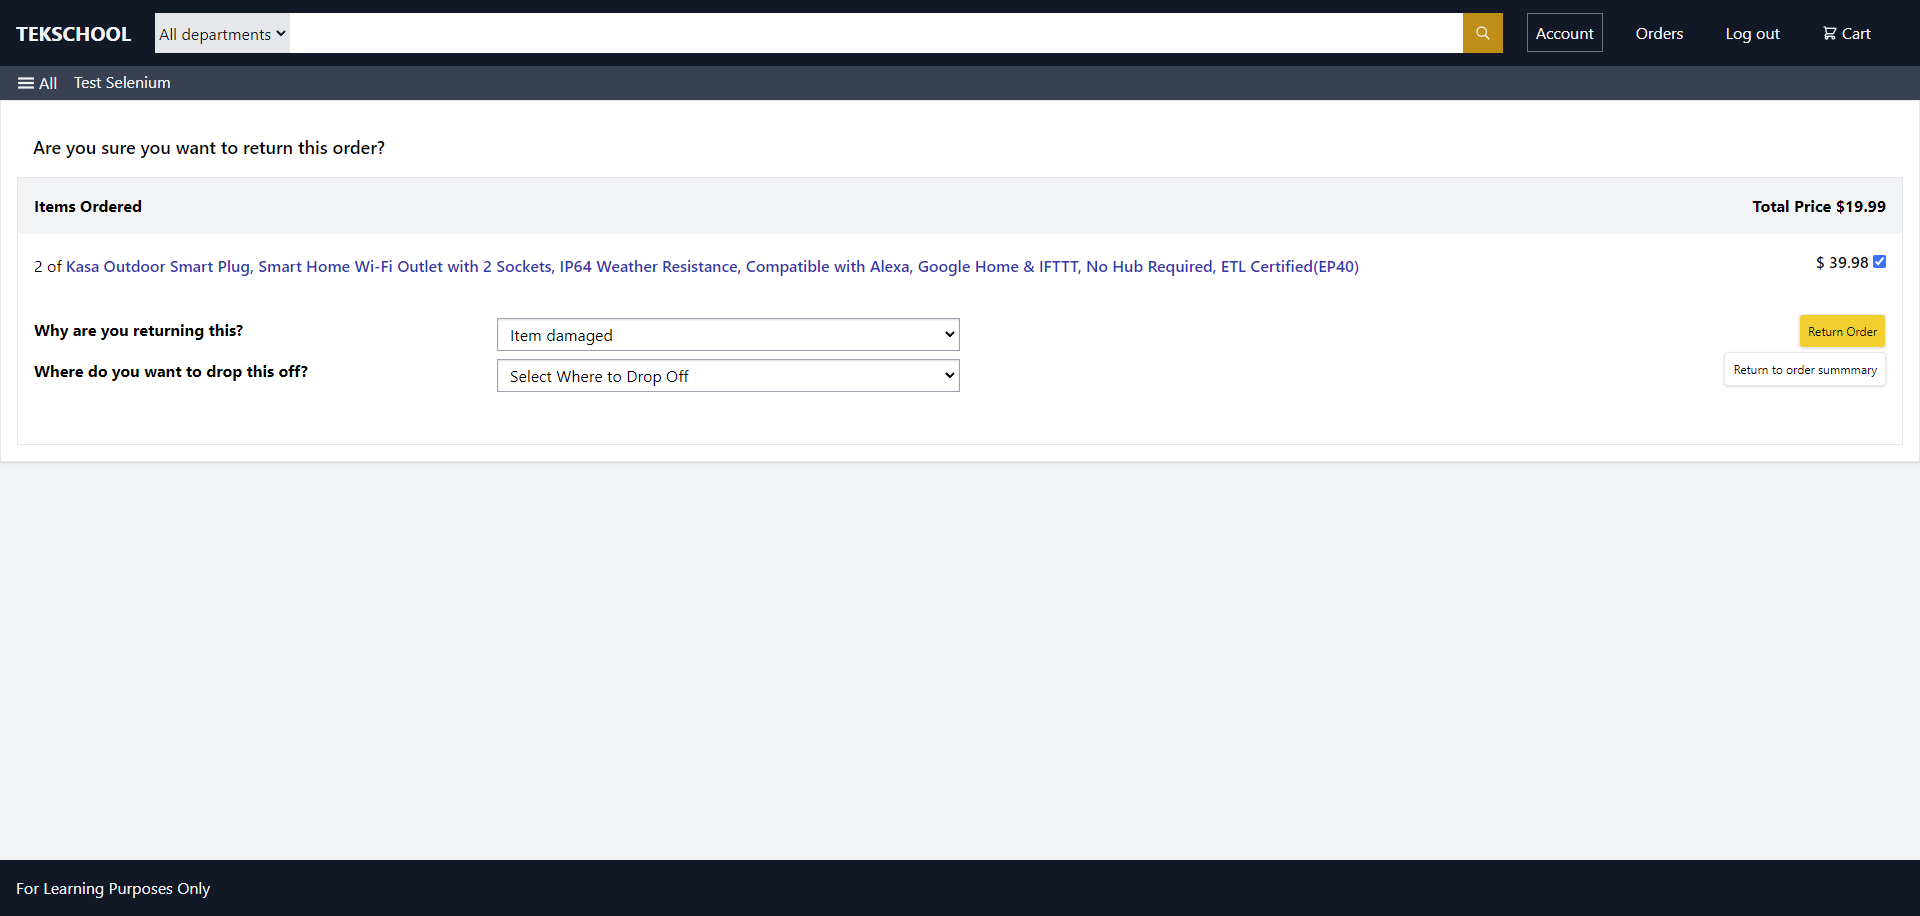 TEKSCHOOL
All departments
Account
Orders
Log out
Cart
All
Test Selenium
Are you sure you want to return this order?
Items Ordered
Total Price $19.99
2 of Kasa Outdoor Smart Plug, Smart Home Wi-Fi Outlet with 2 Sockets, IP64 Weather Resistance, Compatible with Alexa, Google Home & IFTTT, No Hub Required, ETL Certified(EP40)
$ 39.98
Why are you returning this?
Item damaged
Return Order
Where do you want to drop this off?
Select Where to Drop Off
Return to order summmary
For Learning Purposes Only